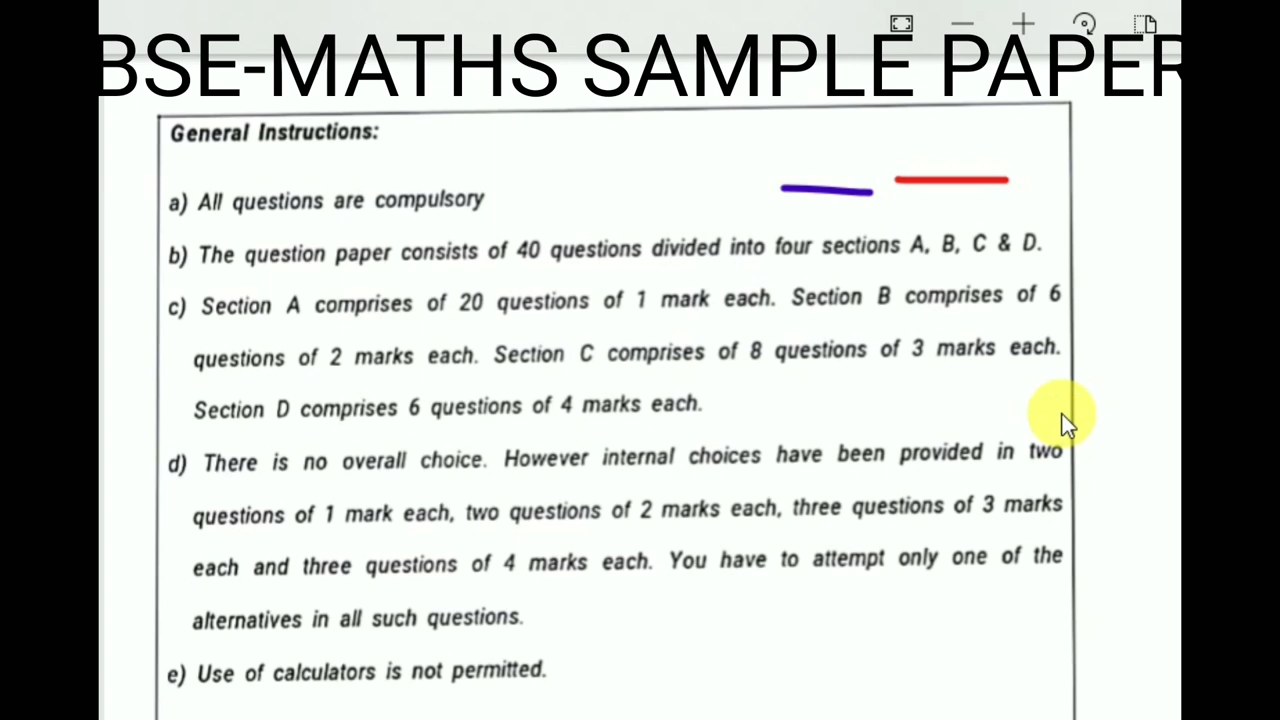 BSE-MATHS SAMPLE PAPER
General Instructions:
a) All questions are compulsory
b) The question paper consists of 40 questions divided into four sections A, B, C & D.
c) Section A comprises of 20 questions of 1 mark each. Section B comprises of 6
questions of 2 marks each. Section C comprises of 8 questions of 3 marks each.
Section D comprises 6 questions of 4 marks each.
d) There is no overall choice. However internal choices have been provided in two
questions of 1 mark each, two questions of 2 marks each, three questions of 3 marks
each and three questions of 4 marks each. You have to attempt only one of the
alternatives in all such questions.
e) Use of calculators is not permitted.